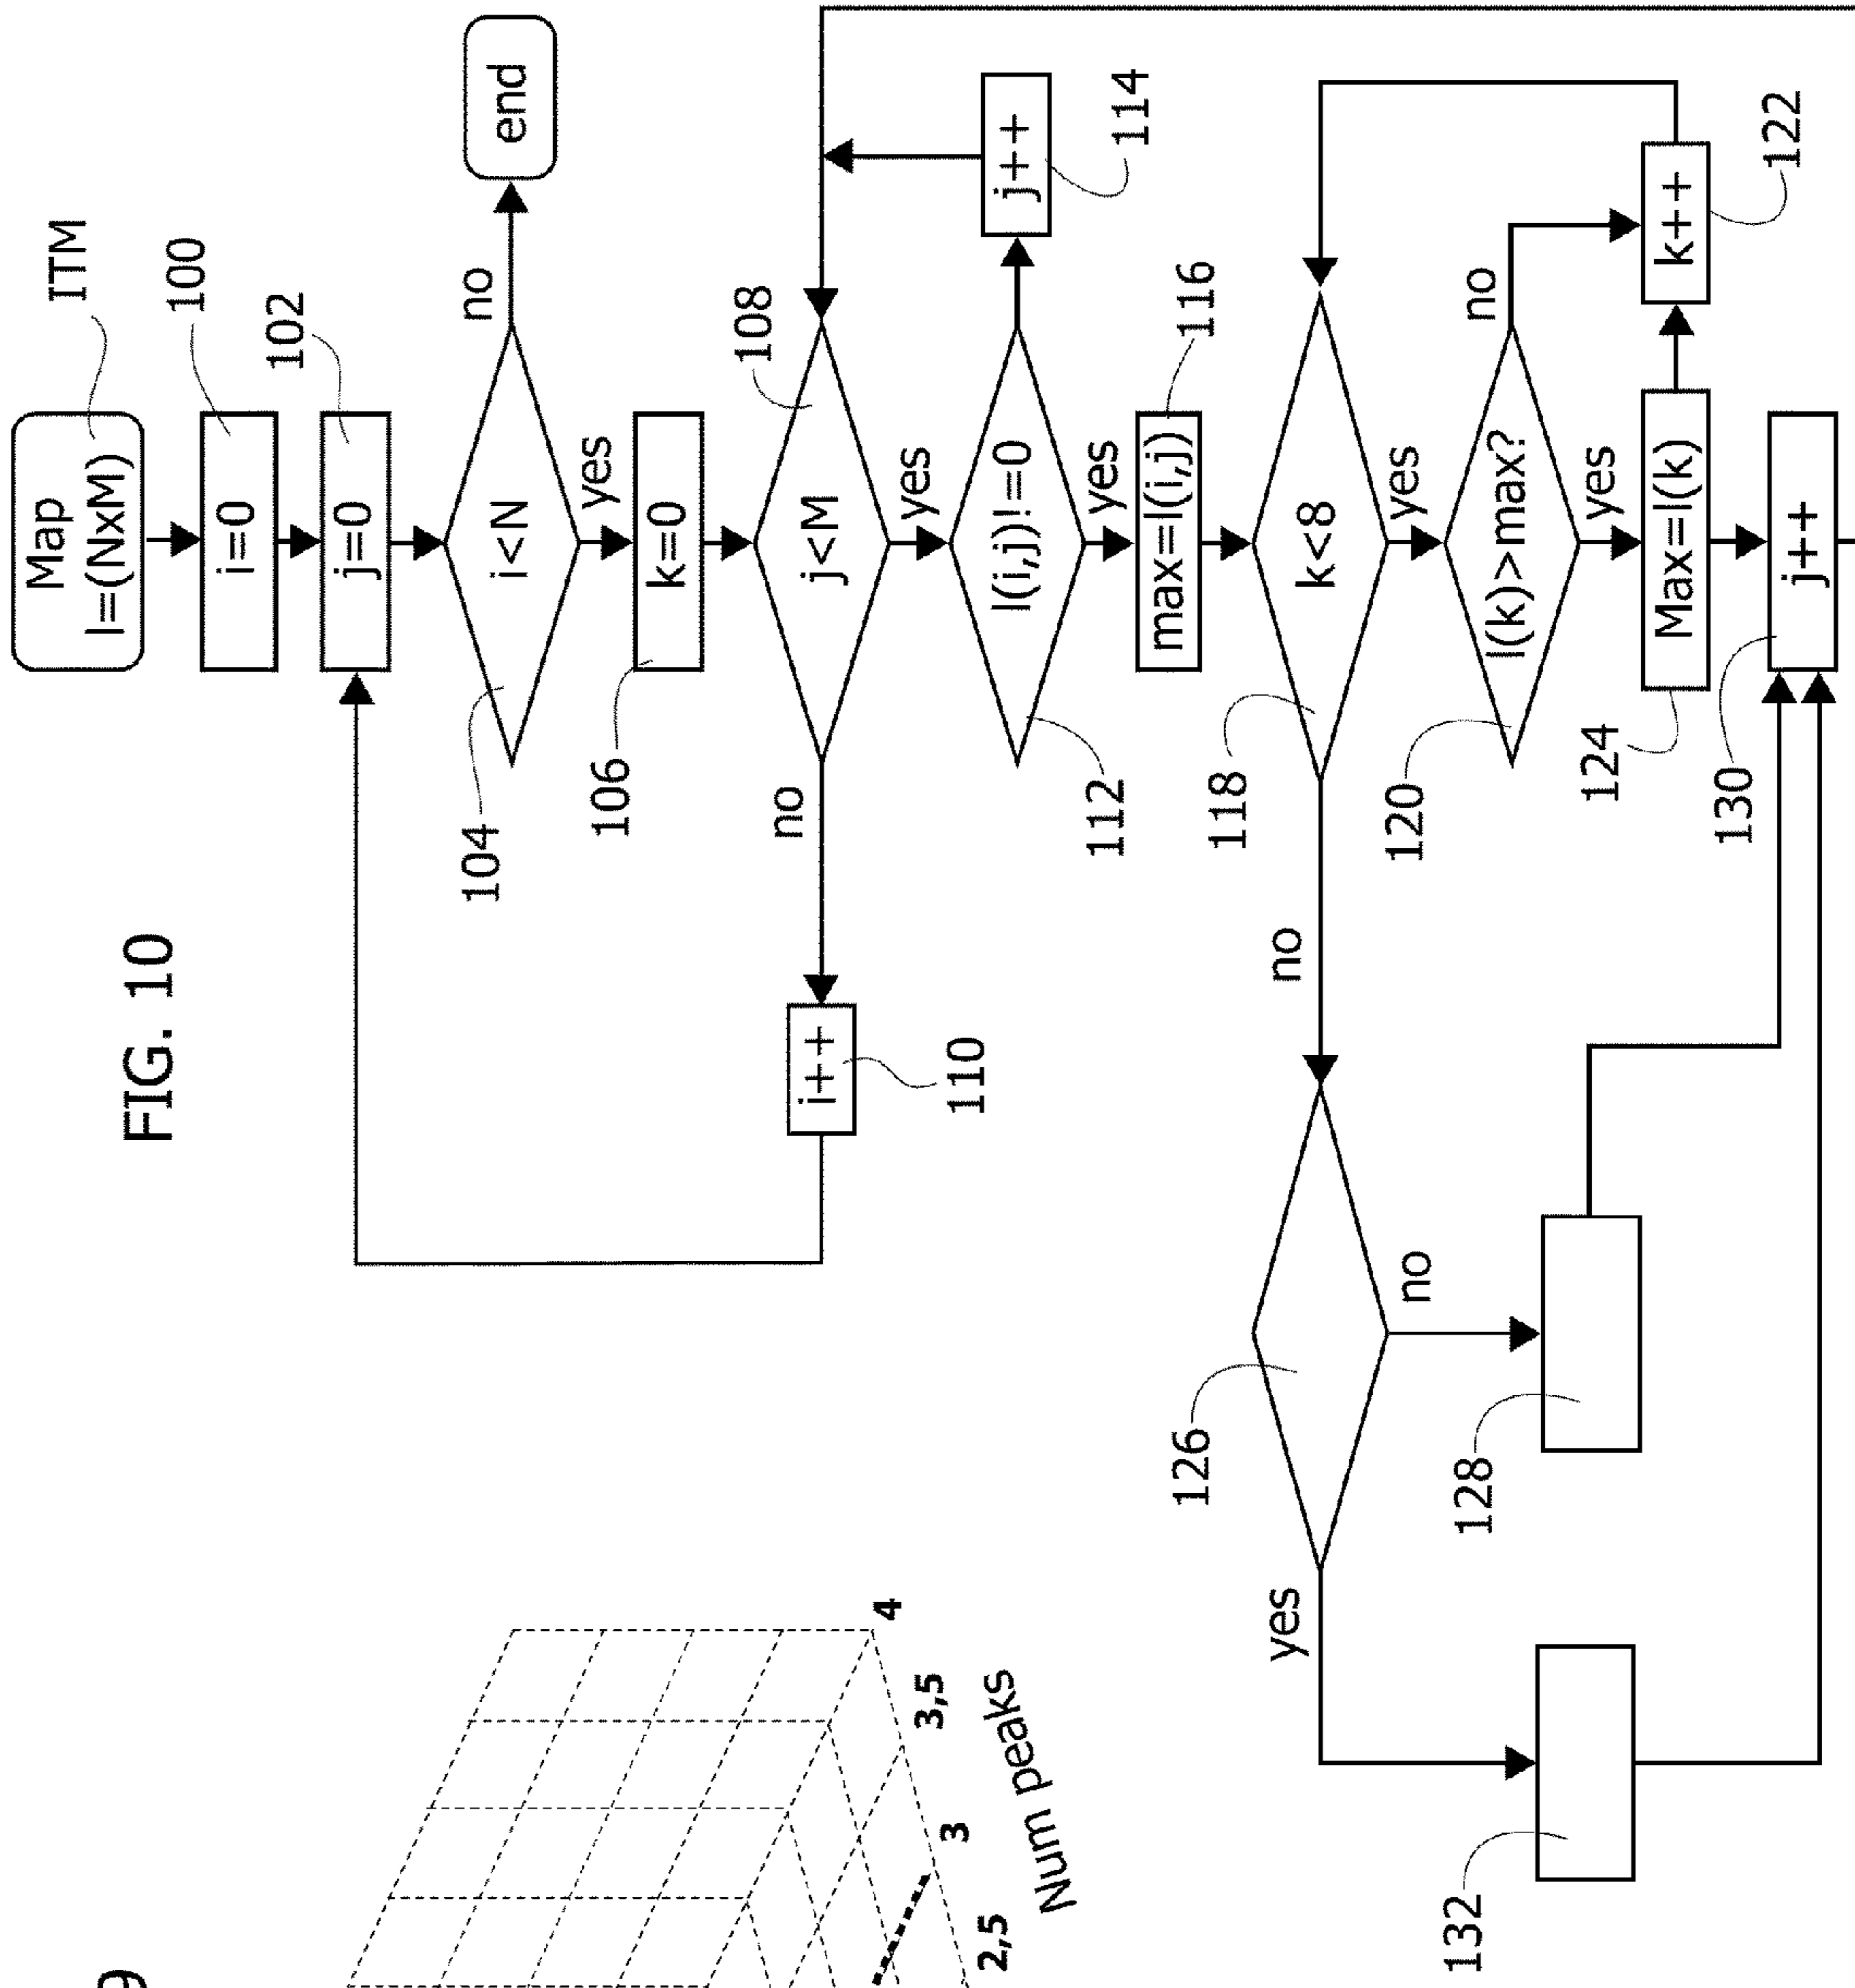 FIG. 10
Map
I=(NxM)
ITM
i=0
100
j=0
102
i<N
no
end
104
yes
k=0
106
j<M
108
no
i++
110
yes
I(i,j)!=0
112
j++
114
yes
max=I(i,j)
116
k<8
118
no
yes
I(k)>max?
120
no
k++
122
yes
Max=I(k)
124
j++
130
126
yes
no
128
132
9
4
3,5
3
2,5
Num peaks